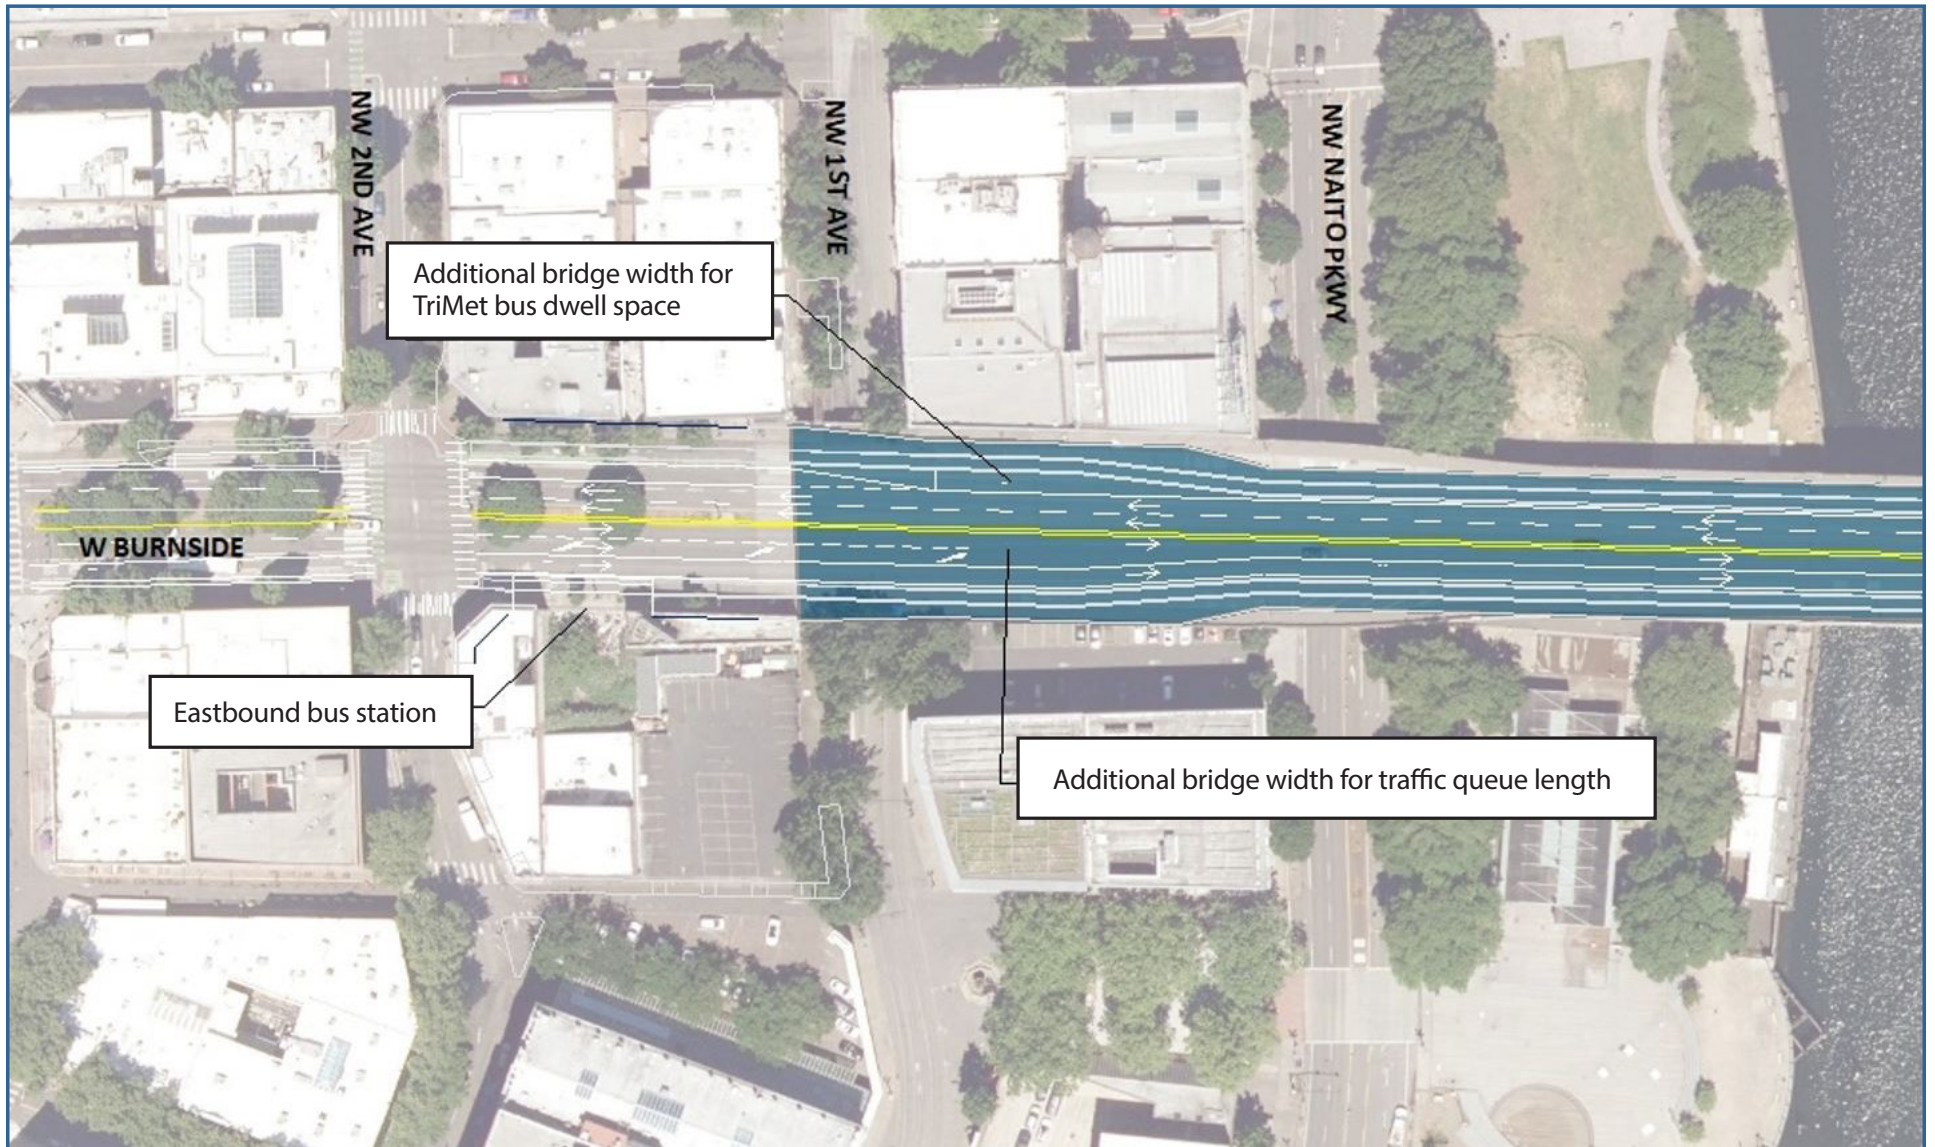 NW 2ND AVE
NW 1ST AVE
NW NAITO PKWY
Additional bridge width for
TriMet bus dwell space
W BURNSIDE
Eastbound bus station
Additional bridge width for traffic queue length